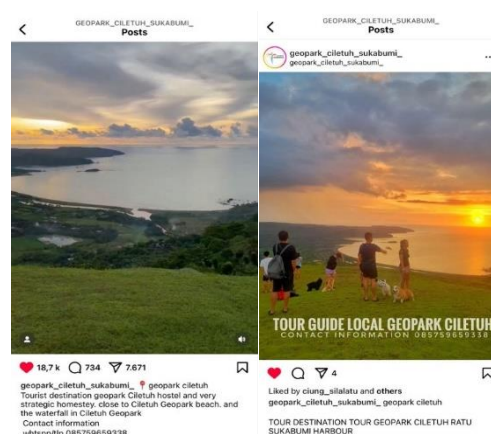 GEOPARK_CILETUH_SUKABUMI_
Posts
18,7 k 734 7.671
geopark_ciletuh_sukabumi_ 📍 geopark ciletuh
Tourist destination geopark Ciletuh hostel and very
strategic homestey. close to Ciletuh Geopark beach. and
the waterfall in Ciletuh Geopark
Contact information
whtspp/tlp 085759659338
GEOPARK_CILETUH_SUKABUMI_
Posts
geopark_ciletuh_sukabumi_
geopark_ciletuh_sukabumi_
TOUR GUIDE LOCAL GEOPARK CILETUH
CONTACT INFORMATION 085759659338
4
Liked by ciung_silalatu and others
geopark_ciletuh_sukabumi_ geopark ciletuh
TOUR DESTINATION TOUR GEOPARK CILETUH RATU
SUKABUMI HARBOUR